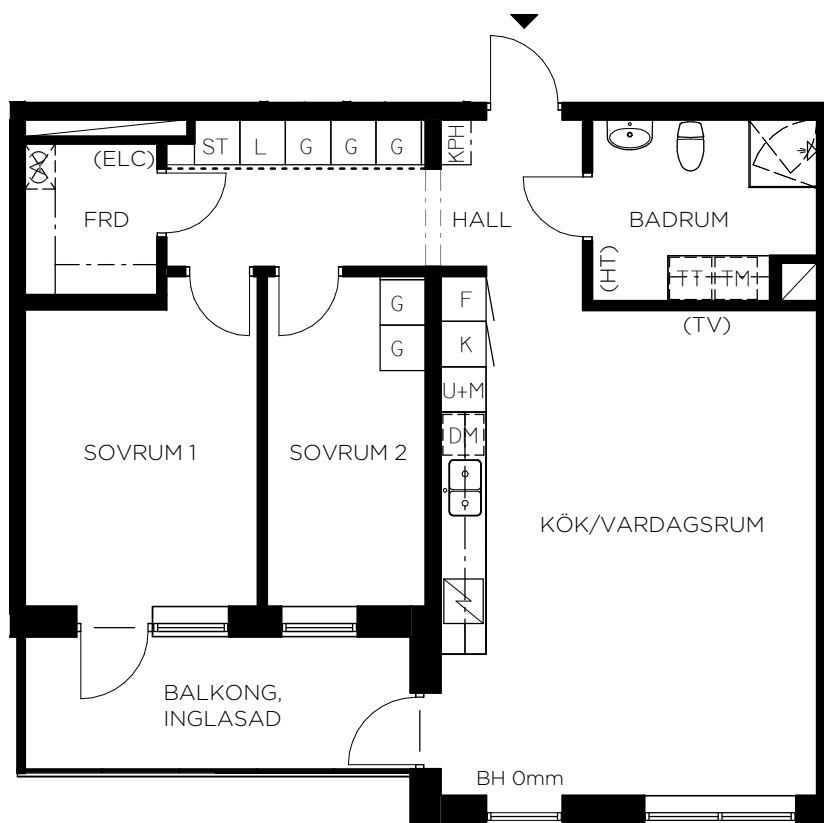 ST L G G G
KPH
(ELC)
FRD
HALL
BADRUM
(HT)
TT TM
(TV)
G
G
F
K
U+M
DM
SOVRUM 1
SOVRUM 2
KÖK/VARDAGSRUM
BALKONG,
INGLASAD
BH 0mm